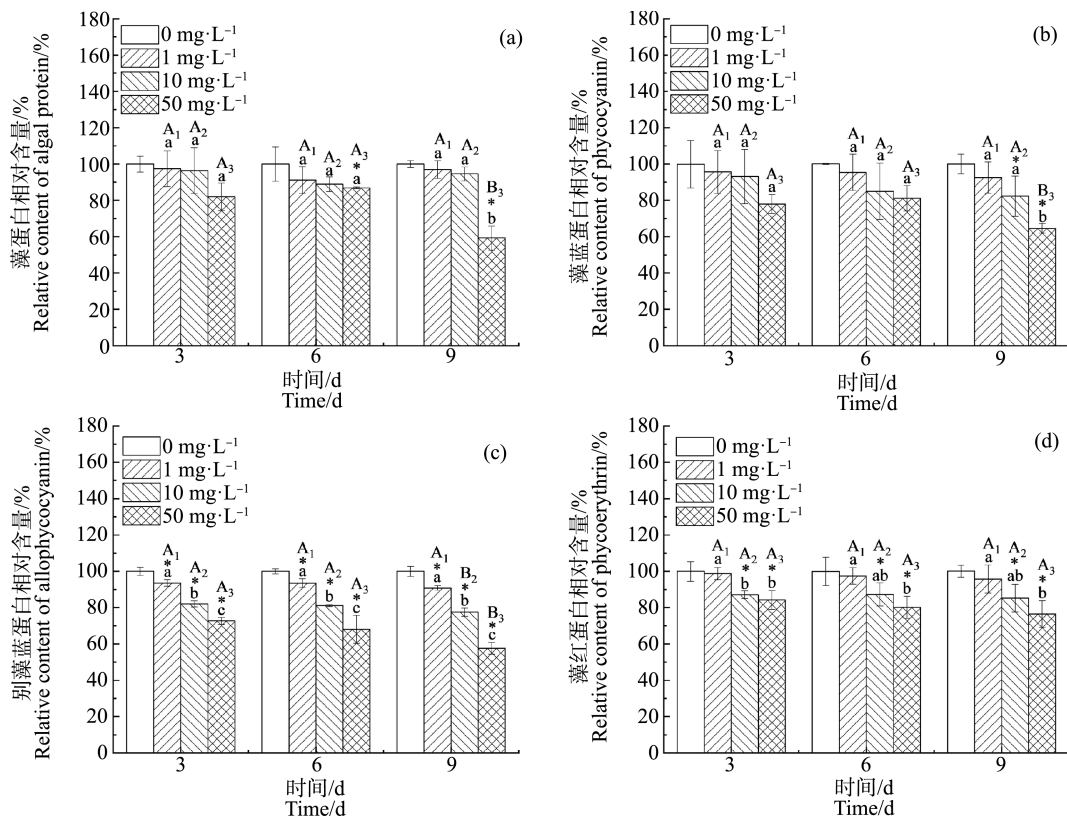 180
160
140
120
100
80
60
40
20
0
藻蛋白相对含量/%
Relative content of algal protein/%
0 mg·L⁻¹
1 mg·L⁻¹
10 mg·L⁻¹
50 mg·L⁻¹
(a)
A₁ A₂ A₃
a a a
A₁ A₂ A₃
*
a a a
A₁ A₂ B₃
*
a a b
3 6 9
时间/d
Time/d
180
160
140
120
100
80
60
40
20
0
藻蓝蛋白相对含量/%
Relative content of phycocyanin/%
0 mg·L⁻¹
1 mg·L⁻¹
10 mg·L⁻¹
50 mg·L⁻¹
(b)
A₁ A₂ A₃
a a a
A₁ A₂ A₃
a a a
A₁ A₂ B₃
* *
a a b
3 6 9
时间/d
Time/d
180
160
140
120
100
80
60
40
20
0
别藻蓝蛋白相对含量/%
Relative content of allophycocyanin/%
0 mg·L⁻¹
1 mg·L⁻¹
10 mg·L⁻¹
50 mg·L⁻¹
(c)
A₁ A₂ A₃
* * *
a b c
A₁ A₂ A₃
* * *
a b c
A₁ B₂ B₃
* * *
a b c
3 6 9
时间/d
Time/d
180
160
140
120
100
80
60
40
20
0
藻红蛋白相对含量/%
Relative content of phycoerythrin/%
0 mg·L⁻¹
1 mg·L⁻¹
10 mg·L⁻¹
50 mg·L⁻¹
(d)
A₁ A₂ A₃
* *
a b b
A₁ A₂ A₃
* *
a ab b
A₁ A₂ A₃
* *
a ab b
3 6 9
时间/d
Time/d